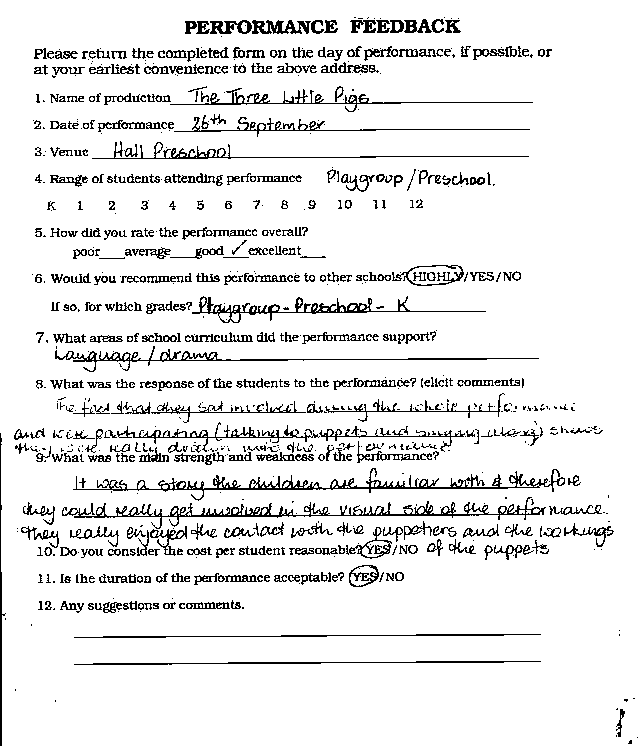 PERFORMANCE FEEDBACK
Please return the completed form on the day of performance, if possible, or
at your earliest convenience to the above address.
1. Name of production The Three Little Pigs
2. Date of performance 26th September
3. Venue Hall Preschool
4. Range of students attending performance Playgroup/Preschool.
K 1 2 3 4 5 6 7 8 9 10 11 12
5. How did you rate the performance overall?
poor average good ✓ excellent
6. Would you recommend this performance to other schools? HIGHLY/YES/NO
If so, for which grades? Playgroup - Preschool - K
7. What areas of school curriculum did the performance support?
Language / drama
8. What was the response of the students to the performance? (elicit comments)
The fact that they sat involved during the whole performance
and were participating (talking to puppets and singing along) shows
they were really drawn into the performance
9. What was the main strength and weakness of the performance?
It was a story the children are familiar with & therefore
they could really get involved in the visual side of the performance.
They really enjoyed the contact with the puppeteers and the workings
of the puppets
10. Do you consider the cost per student reasonable? YES/NO
11. Is the duration of the performance acceptable? YES/NO
12. Any suggestions or comments.